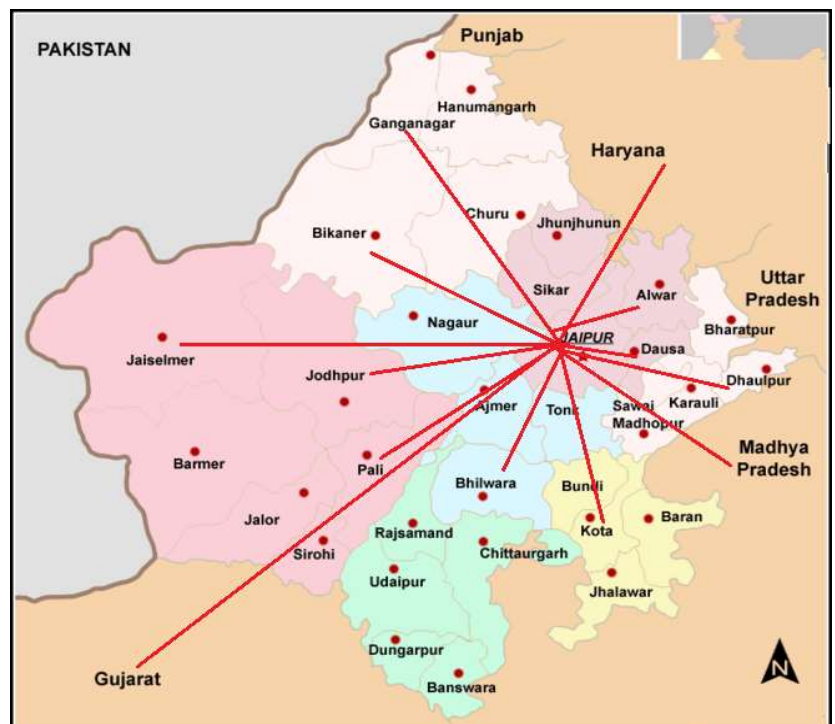 PAKISTAN
Punjab
Hanumangarh
Ganganagar
Haryana
Churu
Jhunjhunun
Bikaner
Sikar
Alwar
Uttar
Pradesh
Nagaur
Bharatpur
JAIPUR
Dausa
Jaiselmer
Jodhpur
Dhaulpur
Karauli
Ajmer
Tonk
Sawai
Madhopur
Madhya
Pradesh
Barmer
Pali
Bhilwara
Bundi
Jalor
Rajsamand
Kota
Baran
Sirohi
Chittaurgarh
Udaipur
Jhalawar
Dungarpur
Gujarat
Banswara
N